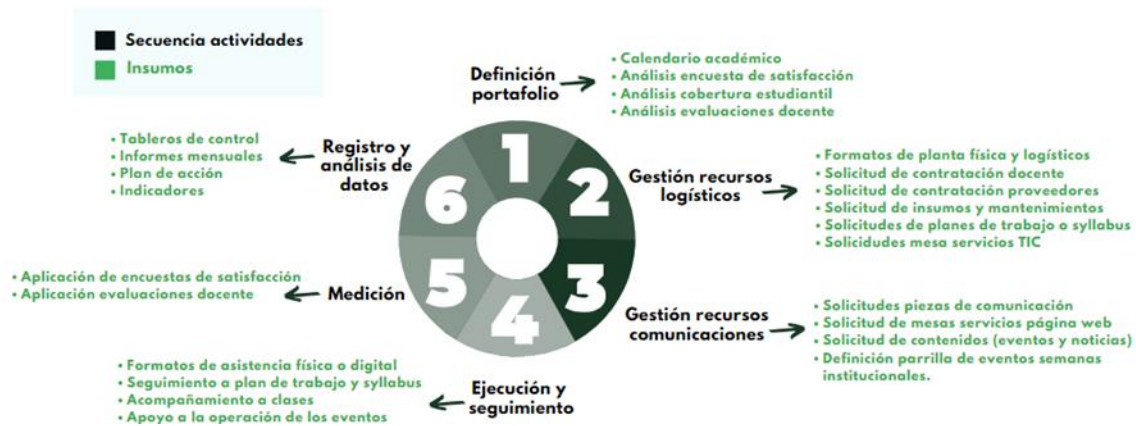 Secuencia actividades
Insumos
Definición
portafolio
• Calendario académico
• Análisis encuesta de satisfacción
• Análisis cobertura estudiantil
• Análisis evaluaciones docente
1
2
3
4
5
6
Gestión recursos
logísticos
• Formatos de planta física y logísticos
• Solicitud de contratación docente
• Solicitud de contratación proveedores
• Solicitud de insumos y mantenimientos
• Solicitudes de planes de trabajo o syllabus
• Solicidudes mesa servicios TIC
Gestión recursos
comunicaciones
• Solicitudes piezas de comunicación
• Solicitud de mesas servicios página web
• Solicitud de contenidos (eventos y noticias)
• Definición parrilla de eventos semanas
institucionales.
Ejecución y
seguimiento
• Formatos de asistencia física o digital
• Seguimiento a plan de trabajo y syllabus
• Acompañamiento a clases
• Apoyo a la operación de los eventos
Medición
• Aplicación de encuestas de satisfacción
• Aplicación evaluaciones docente
Registro y
análisis de
datos
• Tableros de control
• Informes mensuales
• Plan de acción
• Indicadores